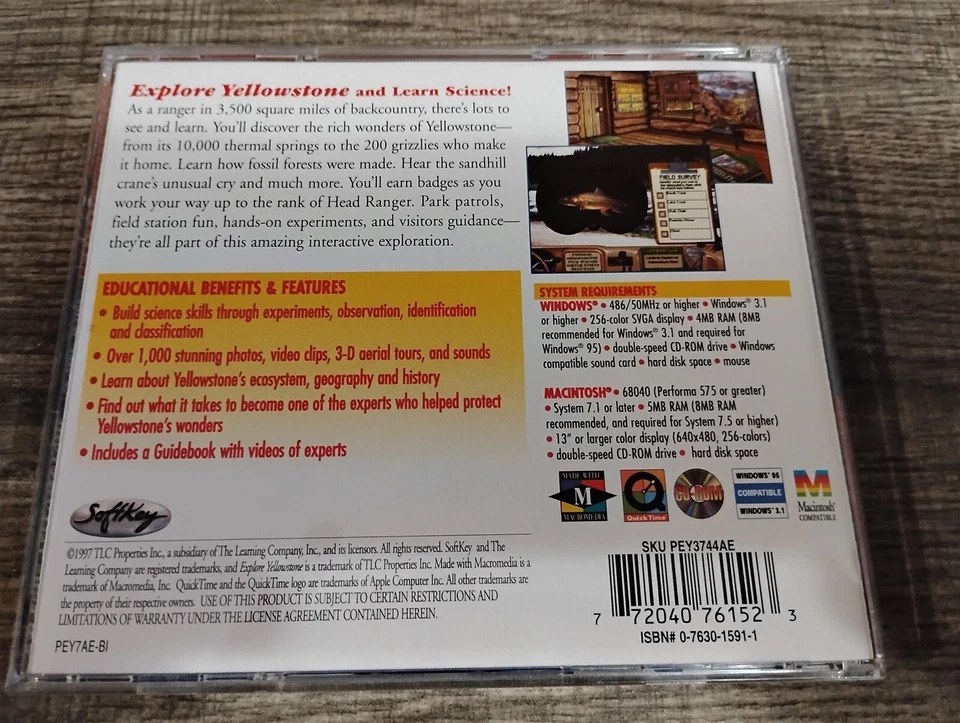 Explore Yellowstone and Learn Science!
As a ranger in 3,500 square miles of backcountry, there's lots to
see and learn. You'll discover the rich wonders of Yellowstone—
from its 10,000 thermal springs to the 200 grizzlies who make
it home. Learn how fossil forests were made. Hear the sandhill
crane's unusual cry and much more. You'll earn badges as you
work your way up to the rank of Head Ranger. Park patrols,
field station fun, hands-on experiments, and visitors guidance—
they're all part of this amazing interactive exploration.
FIELD SURVEY
EDUCATIONAL BENEFITS & FEATURES
• Build science skills through experiments, observation, identification
and classification
• Over 1,000 stunning photos, video clips, 3-D aerial tours, and sounds
• Learn about Yellowstone's ecosystem, geography and history
• Find out what it takes to become one of the experts who helped protect
Yellowstone's wonders
• Includes a Guidebook with videos of experts
SYSTEM REQUIREMENTS
WINDOWS® • 486/50MHz or higher • Windows® 3.1
or higher • 256-color SVGA display • 4MB RAM (8MB
recommended for Windows® 3.1 and required for
Windows® 95) • double-speed CD-ROM drive • Windows
compatible sound card • hard disk space • mouse
MACINTOSH® • 68040 (Performa 575 or greater)
• System 7.1 or later • 5MB RAM (8MB RAM
recommended, and required for System 7.5 or higher)
• 13" or larger color display (640x480, 256-colors)
• double-speed CD-ROM drive • hard disk space
MADE WITH
M
MACROMEDIA
QuickTime™
CD-ROM
WINDOWS® 95
COMPATIBLE
WINDOWS® 3.1
M
Macintosh®
COMPATIBLE
SoftKey
©1997 TLC Properties Inc., a subsidiary of The Learning Company, Inc., and its licensors. All rights reserved. SoftKey and The
Learning Company are registered trademarks, and Explore Yellowstone is a trademark of TLC Properties Inc. Made with Macromedia is a
trademark of Macromedia, Inc. QuickTime and the QuickTime logo are trademarks of Apple Computer Inc. All other trademarks are
the property of their respective owners. USE OF THIS PRODUCT IS SUBJECT TO CERTAIN RESTRICTIONS AND
LIMITATIONS OF WARRANTY UNDER THE LICENSE AGREEMENT CONTAINED HEREIN.
PEY7AE-BI
SKU PEY3744AE
7 72040 76152 3
ISBN# 0-7630-1591-1